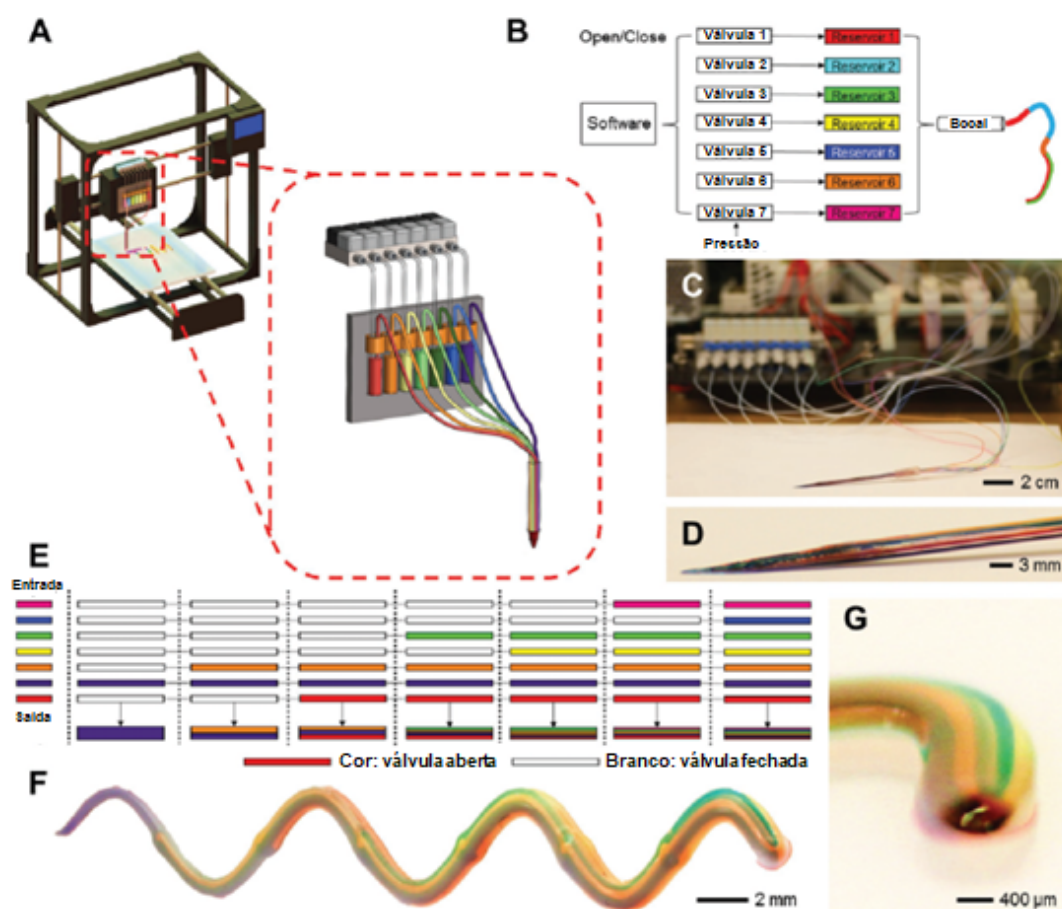 A
B
Open/Close
Válvula 1
Reservoir 1
Válvula 2
Reservoir 2
Válvula 3
Reservoir 3
Software
Válvula 4
Reservoir 4
Booal
Válvula 5
Reservoir 5
Válvula 6
Reservoir 6
Válvula 7
Reservoir 7
Pressão
C
2 cm
D
3 mm
E
Entrada
Saída
Cor: válvula aberta
Branco: válvula fechada
F
2 mm
G
400 µm